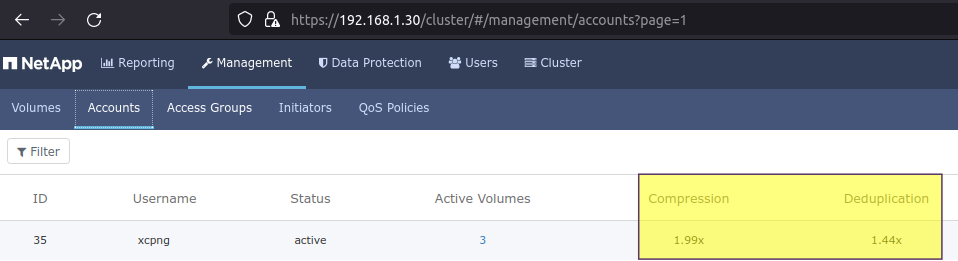 https://192.168.1.30/cluster/#/management/accounts?page=1
NetApp Reporting Management Data Protection Users Cluster
Volumes Accounts Access Groups Initiators QoS Policies
Filter
ID Username Status Active Volumes Compression Deduplication
35 xcpng active 3 1.99x 1.44x